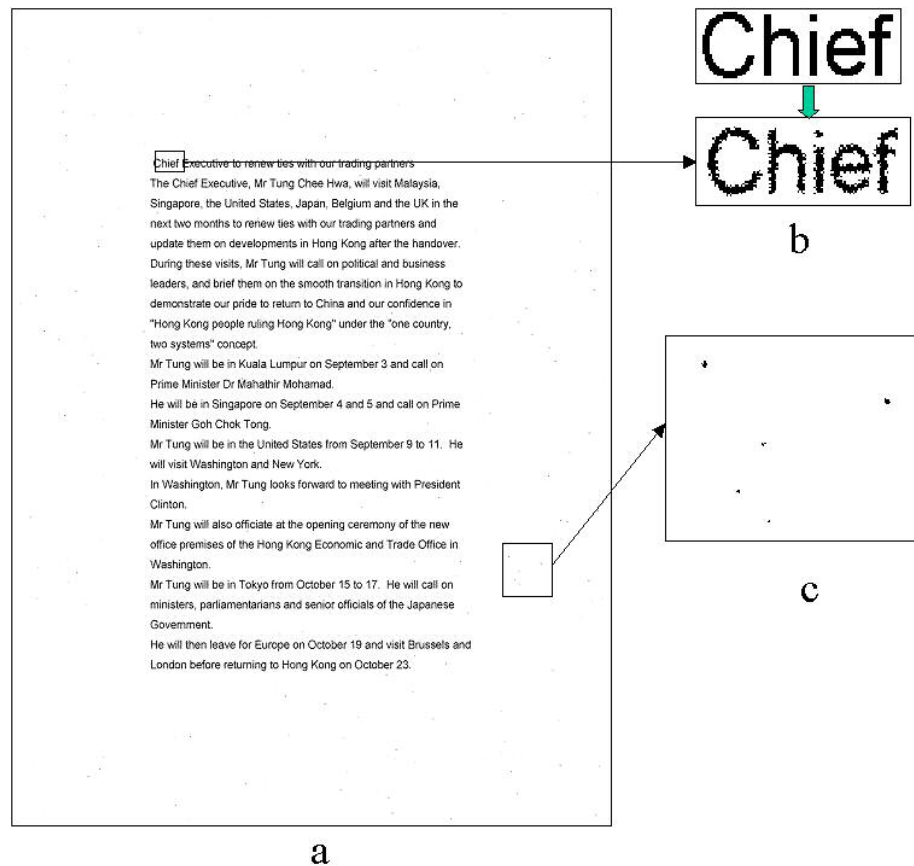 Chief Executive to renew ties with our trading partners
The Chief Executive, Mr Tung Chee Hwa, will visit Malaysia,
Singapore, the United States, Japan, Belgium and the UK in the
next two months to renew ties with our trading partners and
update them on developments in Hong Kong after the handover.
During these visits, Mr Tung will call on political and business
leaders, and brief them on the smooth transition in Hong Kong to
demonstrate our pride to return to China and our confidence in
"Hong Kong people ruling Hong Kong" under the "one country,
two systems" concept.
Mr Tung will be in Kuala Lumpur on September 3 and call on
Prime Minister Dr Mahathir Mohamad.
He will be in Singapore on September 4 and 5 and call on Prime
Minister Goh Chok Tong.
Mr Tung will be in the United States from September 9 to 11.  He
will visit Washington and New York.
In Washington, Mr Tung looks forward to meeting with President
Clinton.
Mr Tung will also officiate at the opening ceremony of the new
office premises of the Hong Kong Economic and Trade Office in
Washington.
Mr Tung will be in Tokyo from October 15 to 17.  He will call on
ministers, parliamentarians and senior officials of the Japanese
Government.
He will then leave for Europe on October 19 and visit Brussels and
London before returning to Hong Kong on October 23.
a
Chief
Chief
b
c